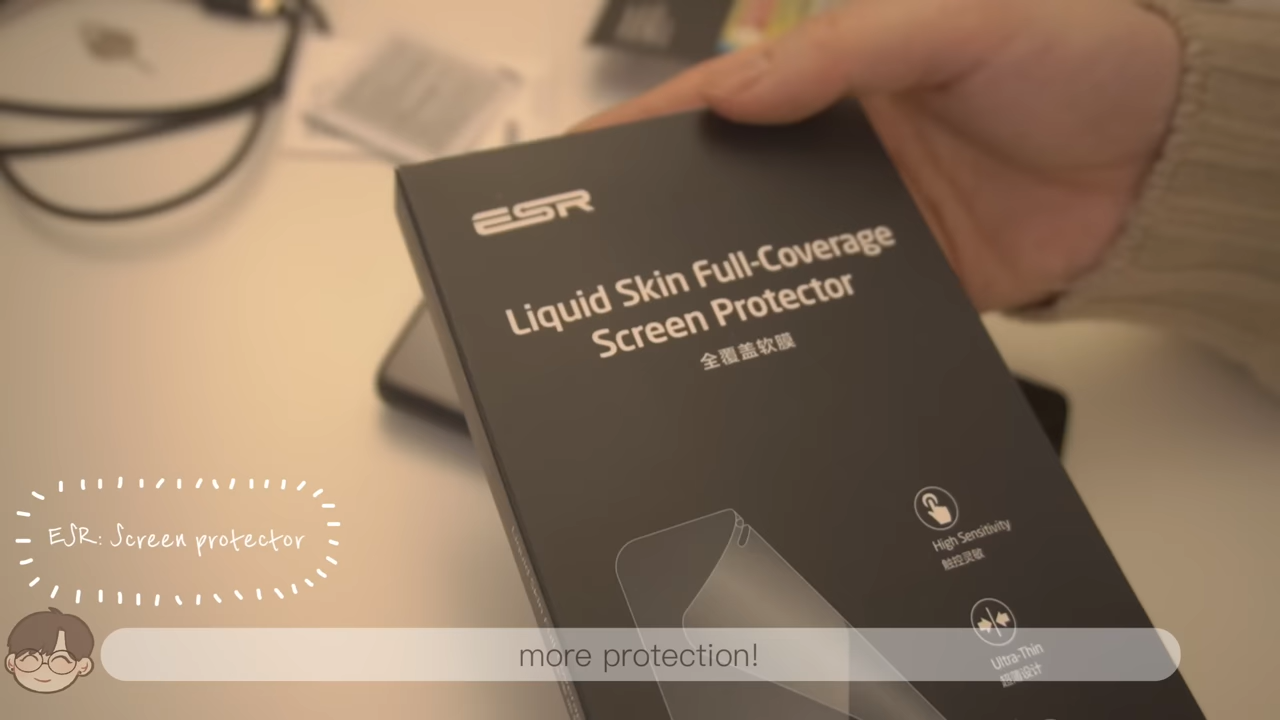 ESR
Liquid Skin Full-Coverage
Screen Protector
全覆盖软膜
High Sensitivity
触控灵敏
Ultra-Thin
超薄设计
ESR: Screen protector
more protection!